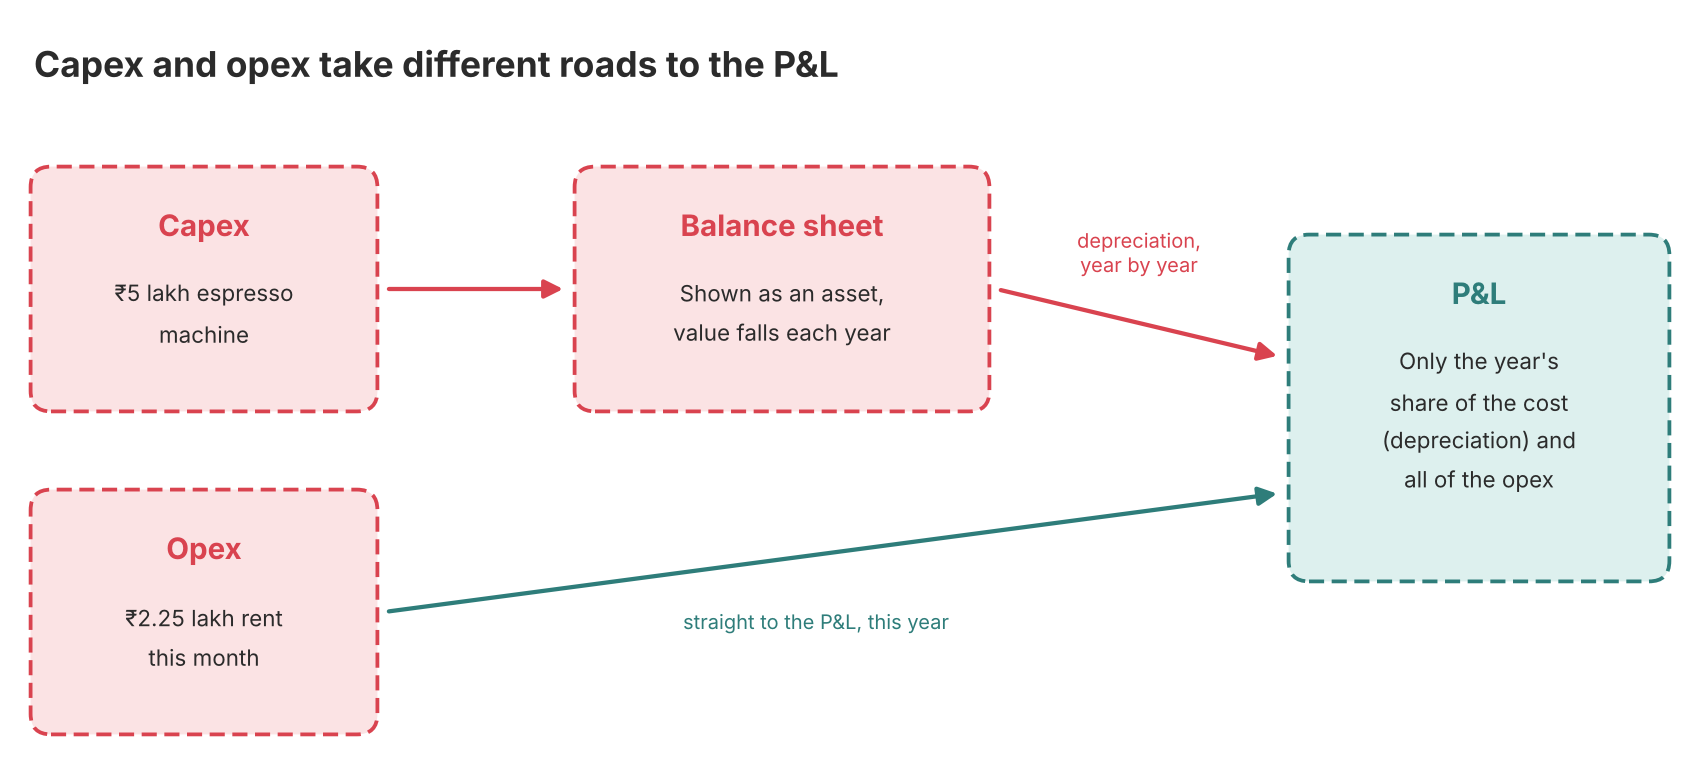 Capex and opex take different roads to the P&L
Capex
₹5 lakh espresso
machine
Balance sheet
Shown as an asset,
value falls each year
depreciation,
year by year
P&L
Only the year's
share of the cost
(depreciation) and
all of the opex
Opex
₹2.25 lakh rent
this month
straight to the P&L, this year